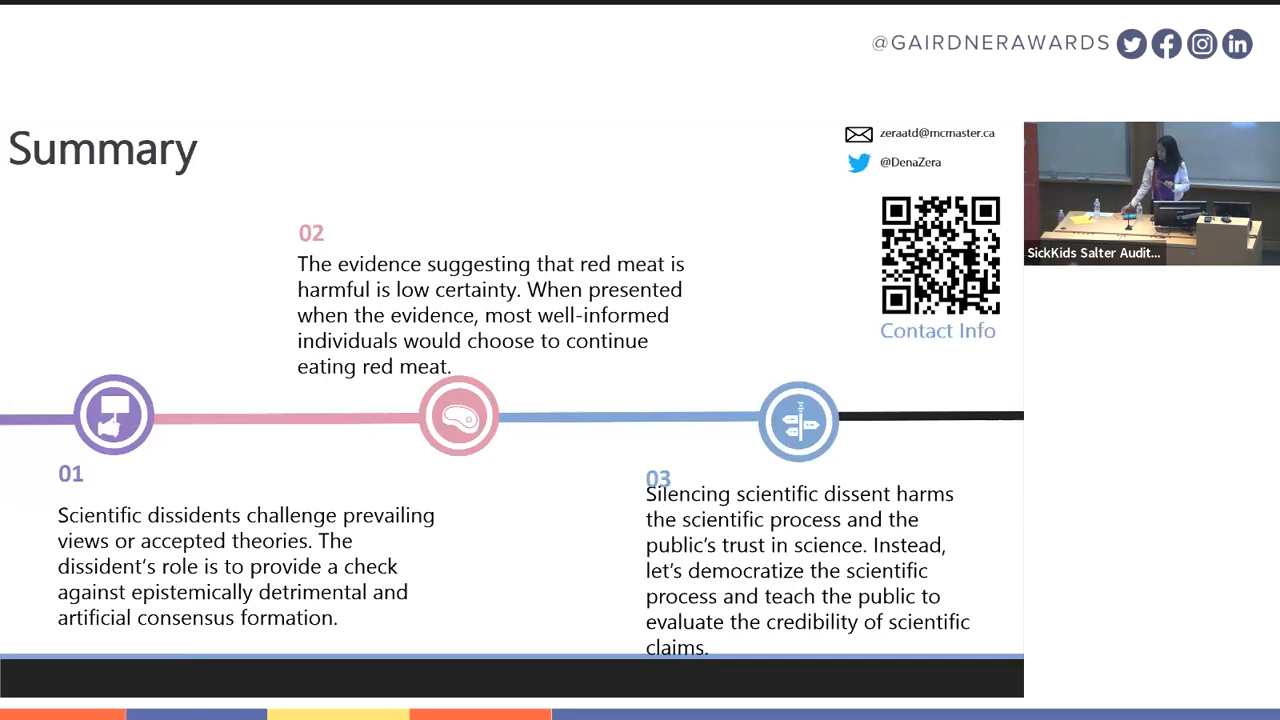 @GAIRDNERAWARDS
Summary
zeraatd@mcmaster.ca
@DenaZera
Contact Info
SickKids Salter Audit...
02
The evidence suggesting that red meat is
harmful is low certainty. When presented
when the evidence, most well-informed
individuals would choose to continue
eating red meat.
01
Scientific dissidents challenge prevailing
views or accepted theories. The
dissident's role is to provide a check
against epistemically detrimental and
artificial consensus formation.
03
Silencing scientific dissent harms
the scientific process and the
public's trust in science. Instead,
let's democratize the scientific
process and teach the public to
evaluate the credibility of scientific
claims.